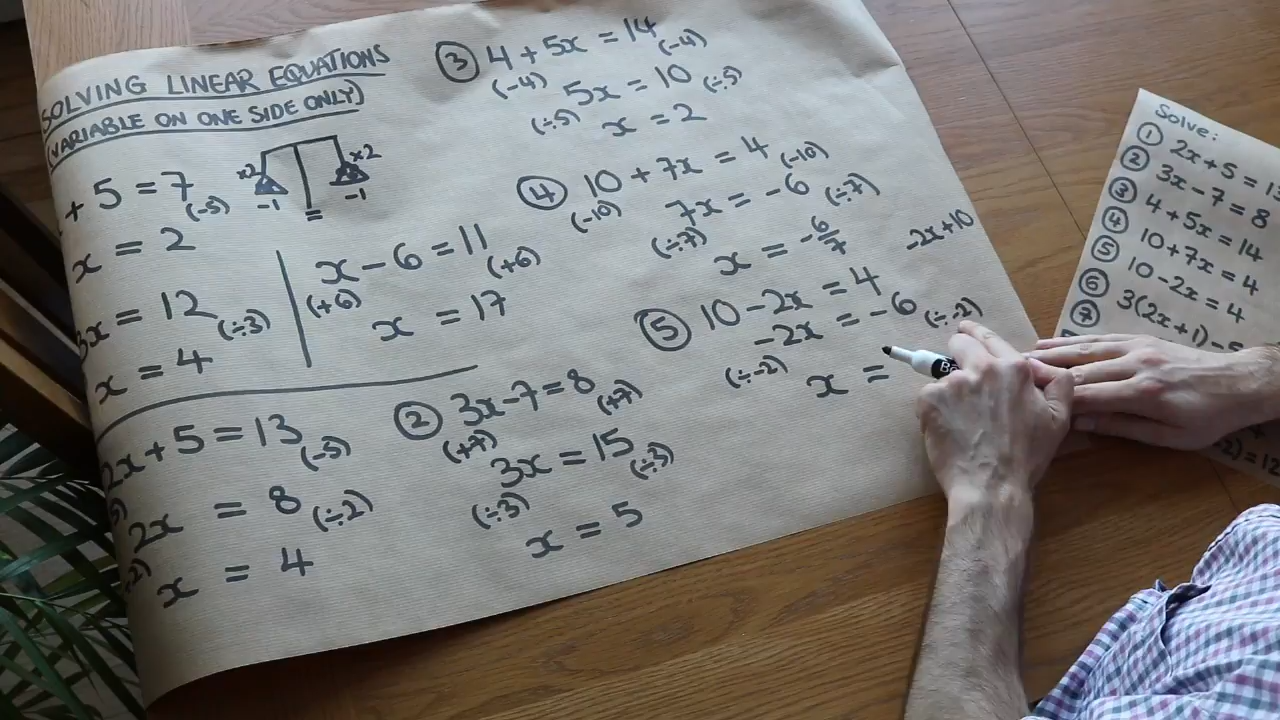 SOLVING LINEAR EQUATIONS
(VARIABLE ON ONE SIDE ONLY)
×2 ×2
-1 -1
=
+ 5 = 7
(-5)
x = 2
3x = 12
(÷3)
x = 4
x - 6 = 11
(+6) (+6)
x = 17
2x + 5 = 13
(-5)
2x = 8
(÷2)
x = 4
② 3x - 7 = 8
(+7) (+7)
3x = 15
(÷3) (÷3)
x = 5
③ 4 + 5x = 14
(-4) (-4)
5x = 10
(÷5) (÷5)
x = 2
④ 10 + 7x = 4
(-10) (-10)
7x = -6
(÷7) (÷7)
x = -6/7
-2x+10
⑤ 10 - 2x = 4
-2x = -6
(÷-2) (÷-2)
x =
Solve:
① 2x + 5 = 13
② 3x - 7 = 8
③ 4 + 5x = 14
④ 10 + 7x = 4
⑤ 10 - 2x = 4
⑥ 3(2x+1) -
⑦